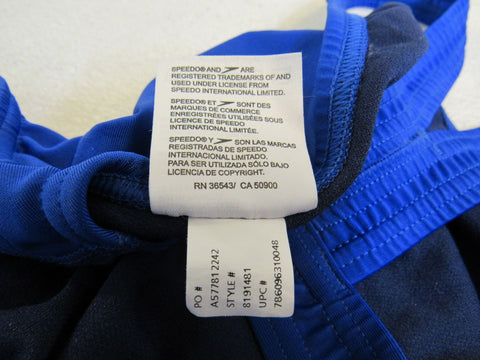 SPEEDO® AND ARE
REGISTERED TRADEMARKS OF AND
USED UNDER LICENSE FROM
SPEEDO INTERNATIONAL LIMITED.
SPEEDO® ET SONT DES
MARQUES DE COMMERCE
ENREGISTRÉES UTILISÉES SOUS
LICENCE DE SPEEDO
INTERNATIONAL LIMITÉE.
SPEEDO® Y SON LAS MARCAS
REGISTRADAS DE SPEEDO
INTERNACIONAL LIMITADO.
PARA SER UTILIZADA SÓLO BAJO
LICENCIA DE COPYRIGHT.
RN 36543/ CA 50900
PO #
A577812242
STYLE #
8191481
UPC #
786096310048